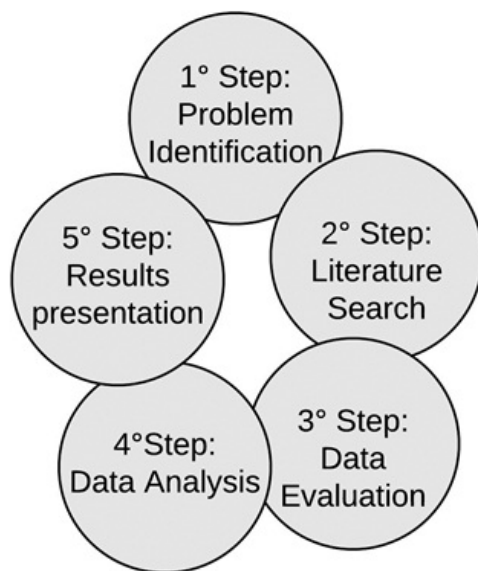 1° Step:
Problem
Identification
2° Step:
Literature
Search
3° Step:
Data
Evaluation
4°Step:
Data Analysis
5° Step:
Results
presentation